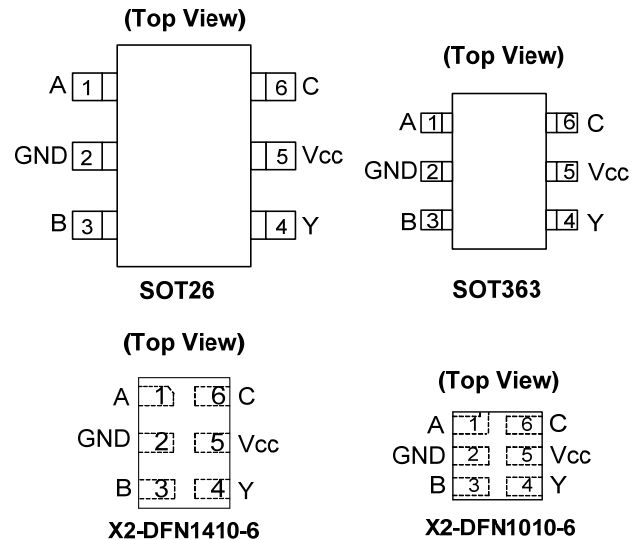 (Top View)
A 1 6 C
GND 2 5 Vcc
B 3 4 Y
SOT26
(Top View)
A 1 6 C
GND 2 5 Vcc
B 3 4 Y
SOT363
(Top View)
A 1 6 C
GND 2 5 Vcc
B 3 4 Y
X2-DFN1410-6
(Top View)
A 1 6 C
GND 2 5 Vcc
B 3 4 Y
X2-DFN1010-6